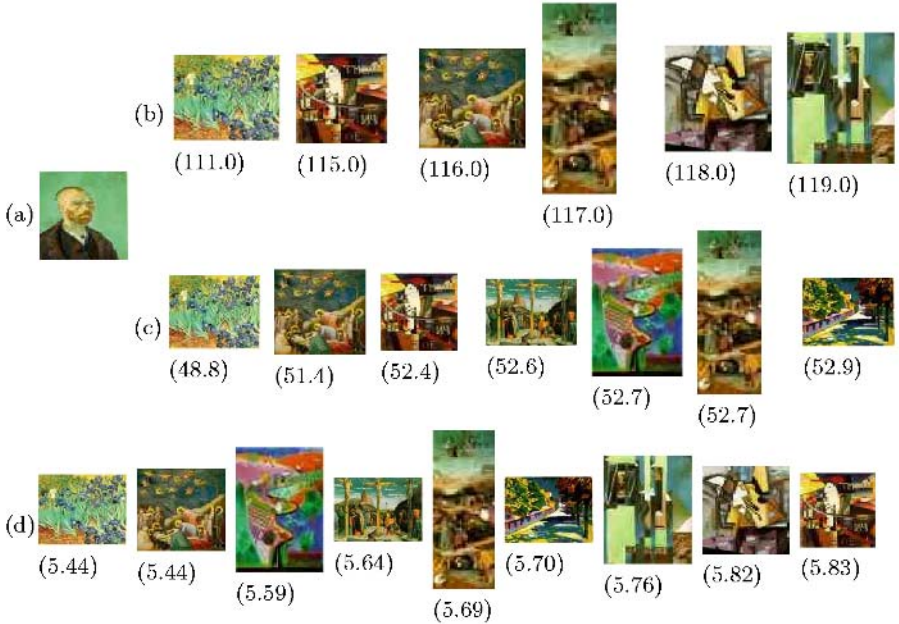 (b)
(111.0) (115.0) (116.0) (117.0) (118.0) (119.0)
(a)
(c)
(48.8) (51.4) (52.4) (52.6) (52.7) (52.7) (52.9)
(d)
(5.44) (5.44) (5.59) (5.64) (5.69) (5.70) (5.76) (5.82) (5.83)